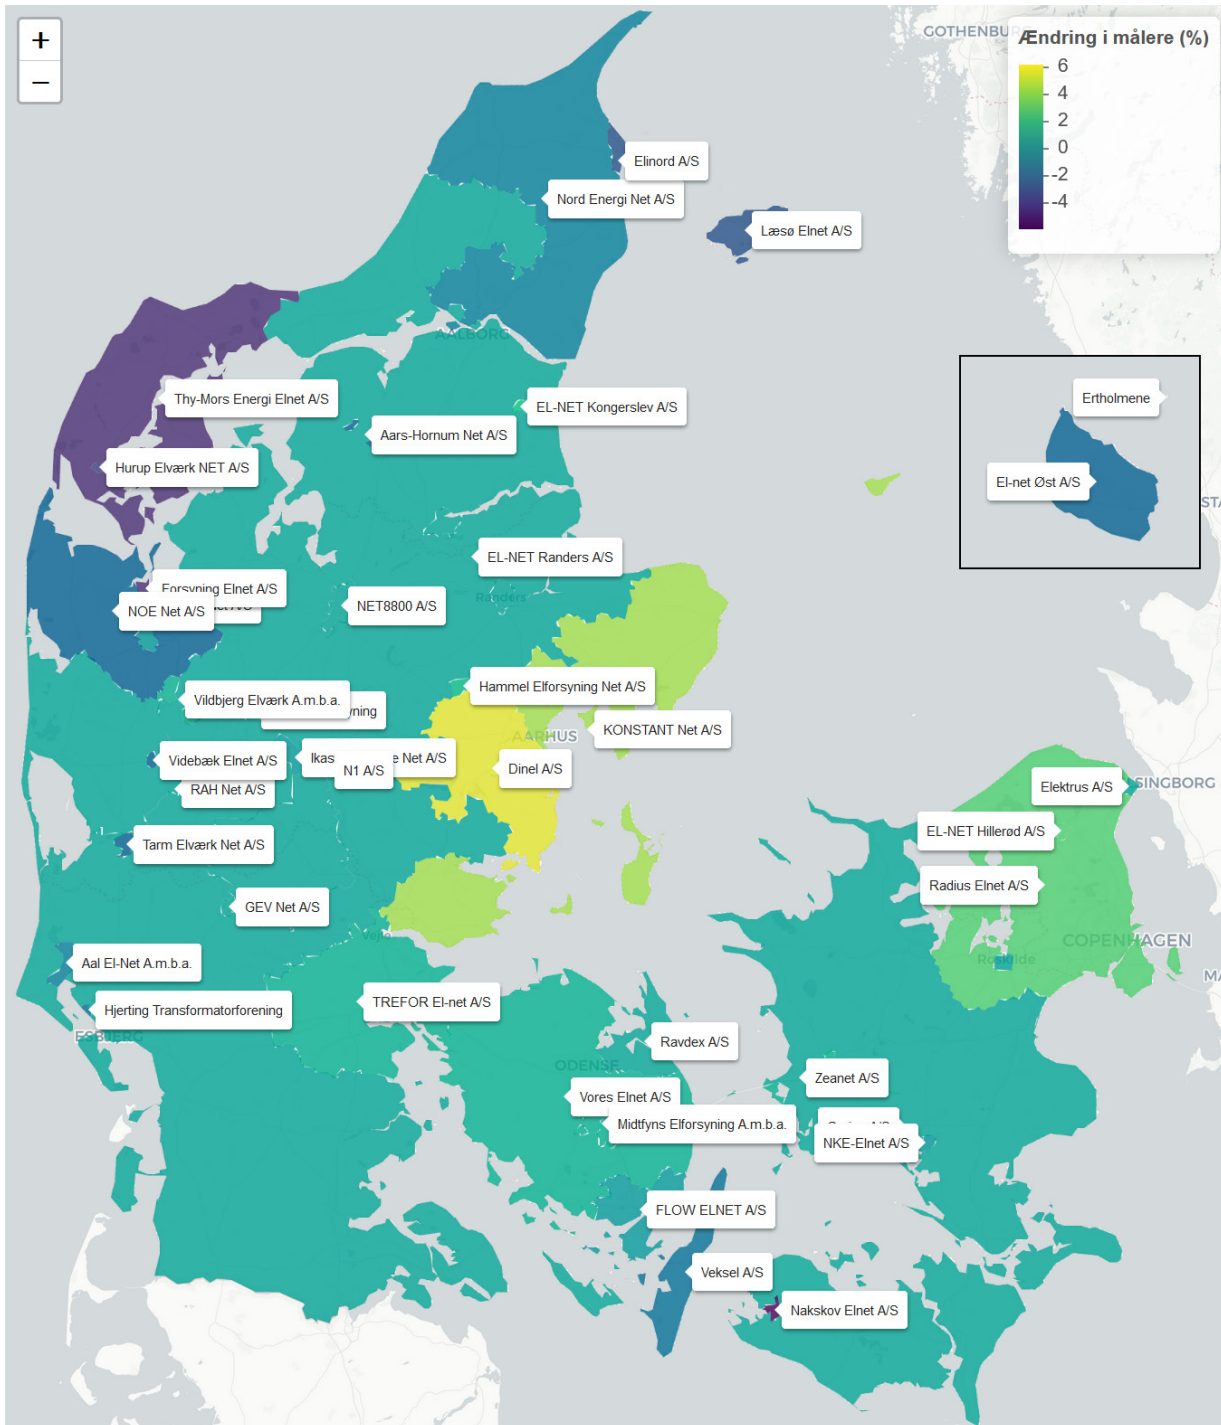 +
−
GOTHENBU
Ændring i målere (%)
6
4
2
0
-2
-4
Elinord A/S
Nord Energi Net A/S
Læsø Elnet A/S
AALBORG
Thy-Mors Energi Elnet A/S
EL-NET Kongerslev A/S
Aars-Hornum Net A/S
Hurup Elværk NET A/S
Ertholmene
El-net Øst A/S
STA
EL-NET Randers A/S
Forsyning Elnet A/S
NOE Net A/S
Randers
NET8800 A/S
Hammel Elforsyning Net A/S
Vildbjerg Elværk A.m.b.a.
KONSTANT Net A/S
AARHUS
Videbæk Elnet A/S
Net A/S
N1 A/S
Dinel A/S
RAH Net A/S
Elektrus A/S
SINGBORG
EL-NET Hillerød A/S
Tarm Elværk Net A/S
Radius Elnet A/S
GEV Net A/S
Vejle
COPENHAGEN
Roskilde
Aal El-Net A.m.b.a.
MA
TREFOR El-net A/S
Hjerting Transformatorforening
ESBJERG
Ravdex A/S
ODENSE
Zeanet A/S
Vores Elnet A/S
Midtfyns Elforsyning A.m.b.a.
NKE-Elnet A/S
FLOW ELNET A/S
Veksel A/S
Nakskov Elnet A/S